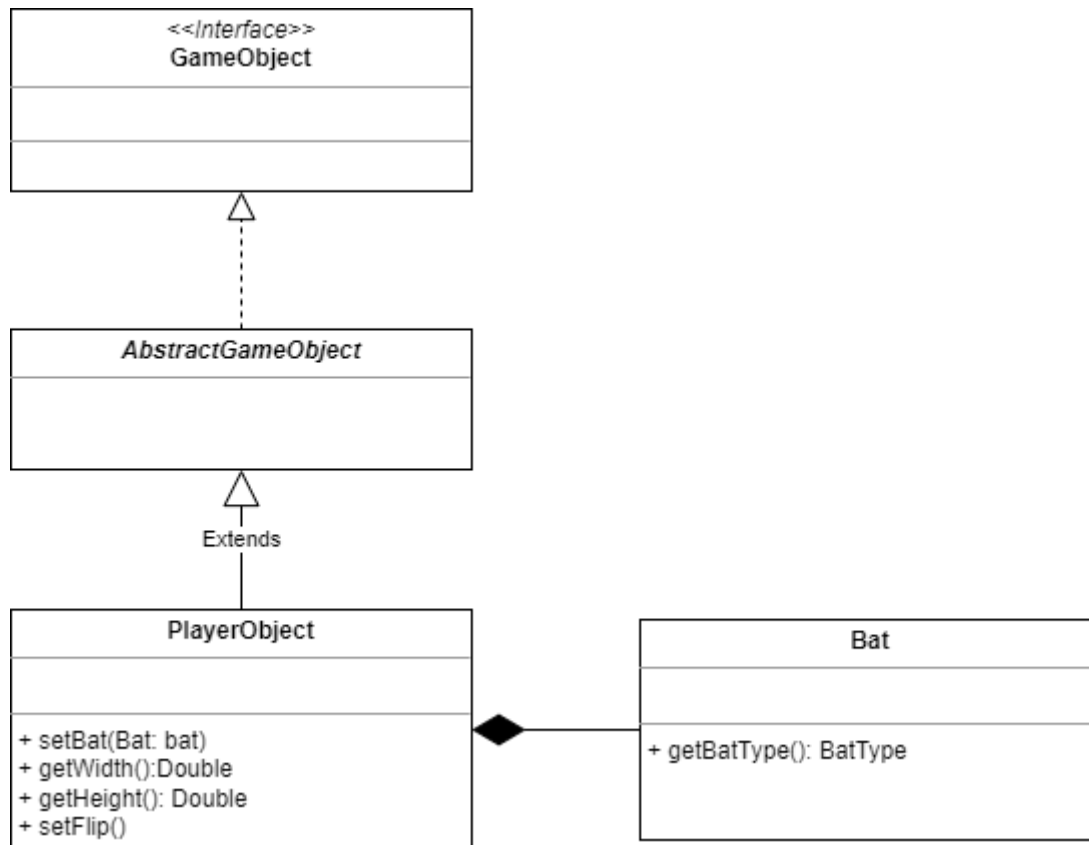 <<Interface>>
GameObject
AbstractGameObject
Extends
PlayerObject
+ setBat(Bat: bat)
+ getWidth():Double
+ getHeight(): Double
+ setFlip()
Bat
+ getBatType(): BatType